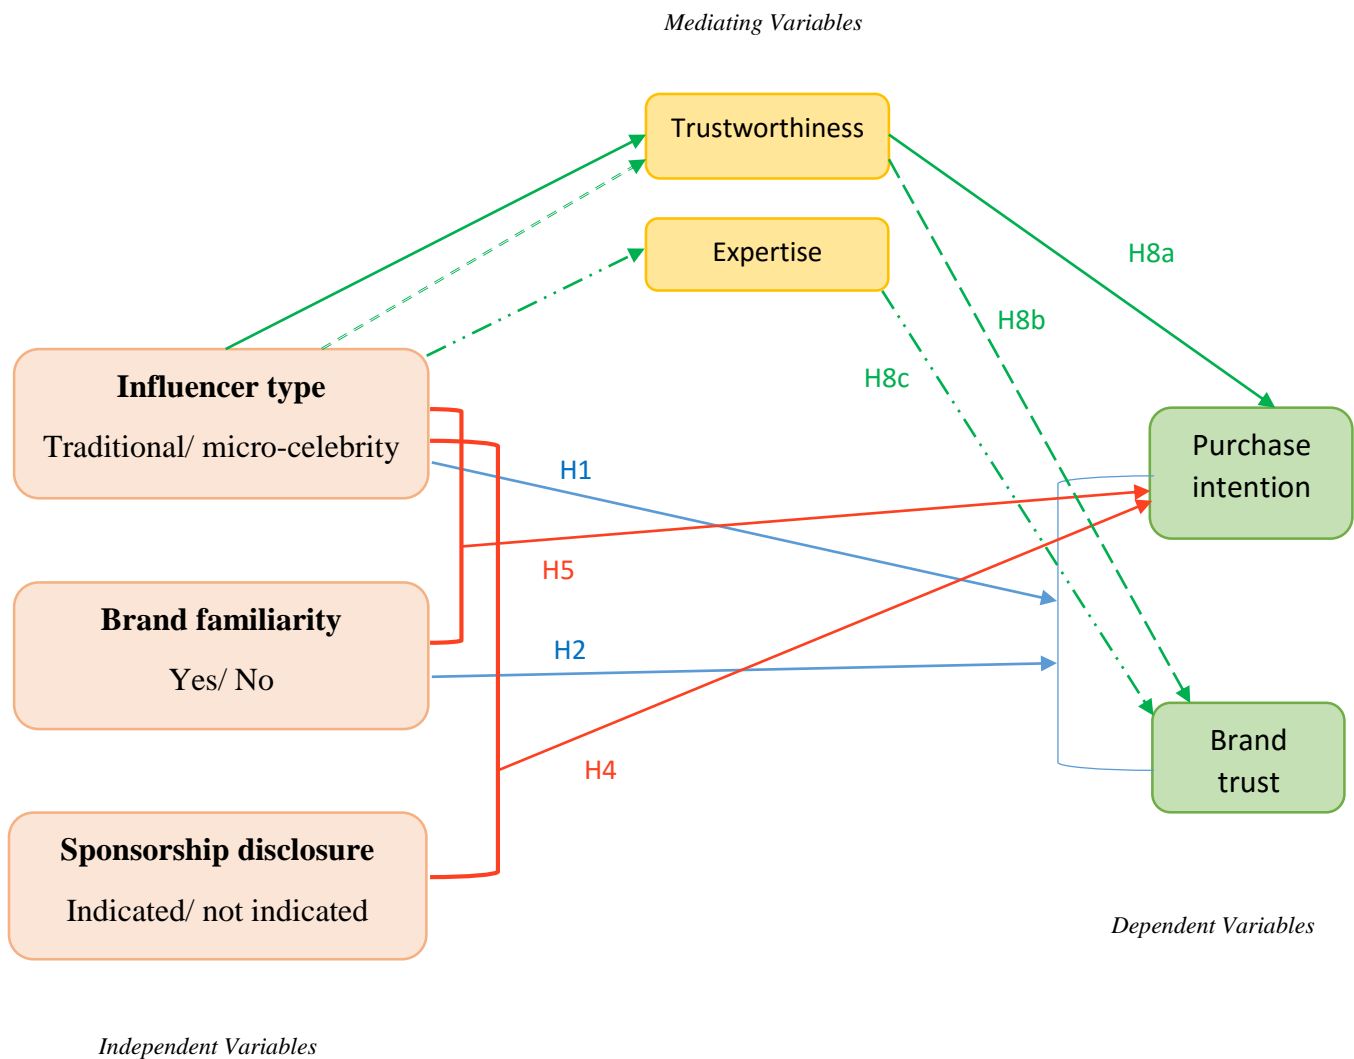 Mediating Variables
Trustworthiness
Expertise
H8a
H8b
H8c
Influencer type
Traditional/ micro-celebrity
H1
Purchase
intention
H5
Brand familiarity
Yes/ No
H2
H4
Brand
trust
Sponsorship disclosure
Indicated/ not indicated
Dependent Variables
Independent Variables